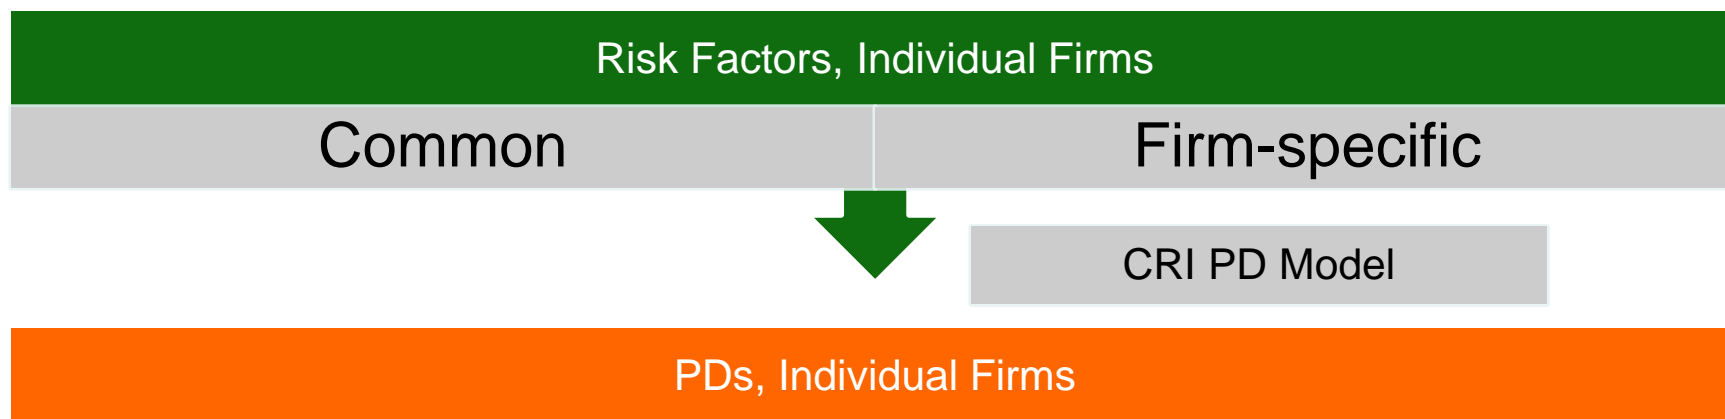 Risk Factors, Individual Firms
Common
Firm-specific
CRI PD Model
PDs, Individual Firms